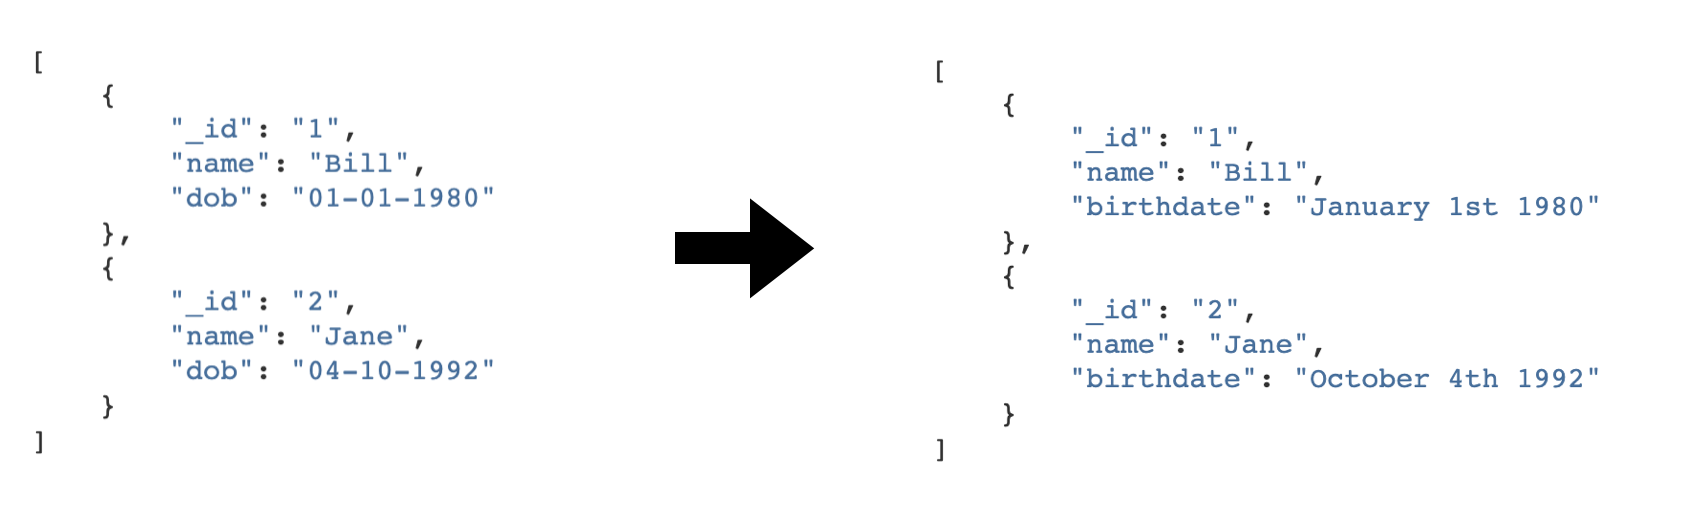 [
{
"_id": "1",
"name": "Bill",
"dob": "01-01-1980"
},
{
"_id": "2",
"name": "Jane",
"dob": "04-10-1992"
}
]
[
{
"_id": "1",
"name": "Bill",
"birthdate": "January 1st 1980"
},
{
"_id": "2",
"name": "Jane",
"birthdate": "October 4th 1992"
}
]